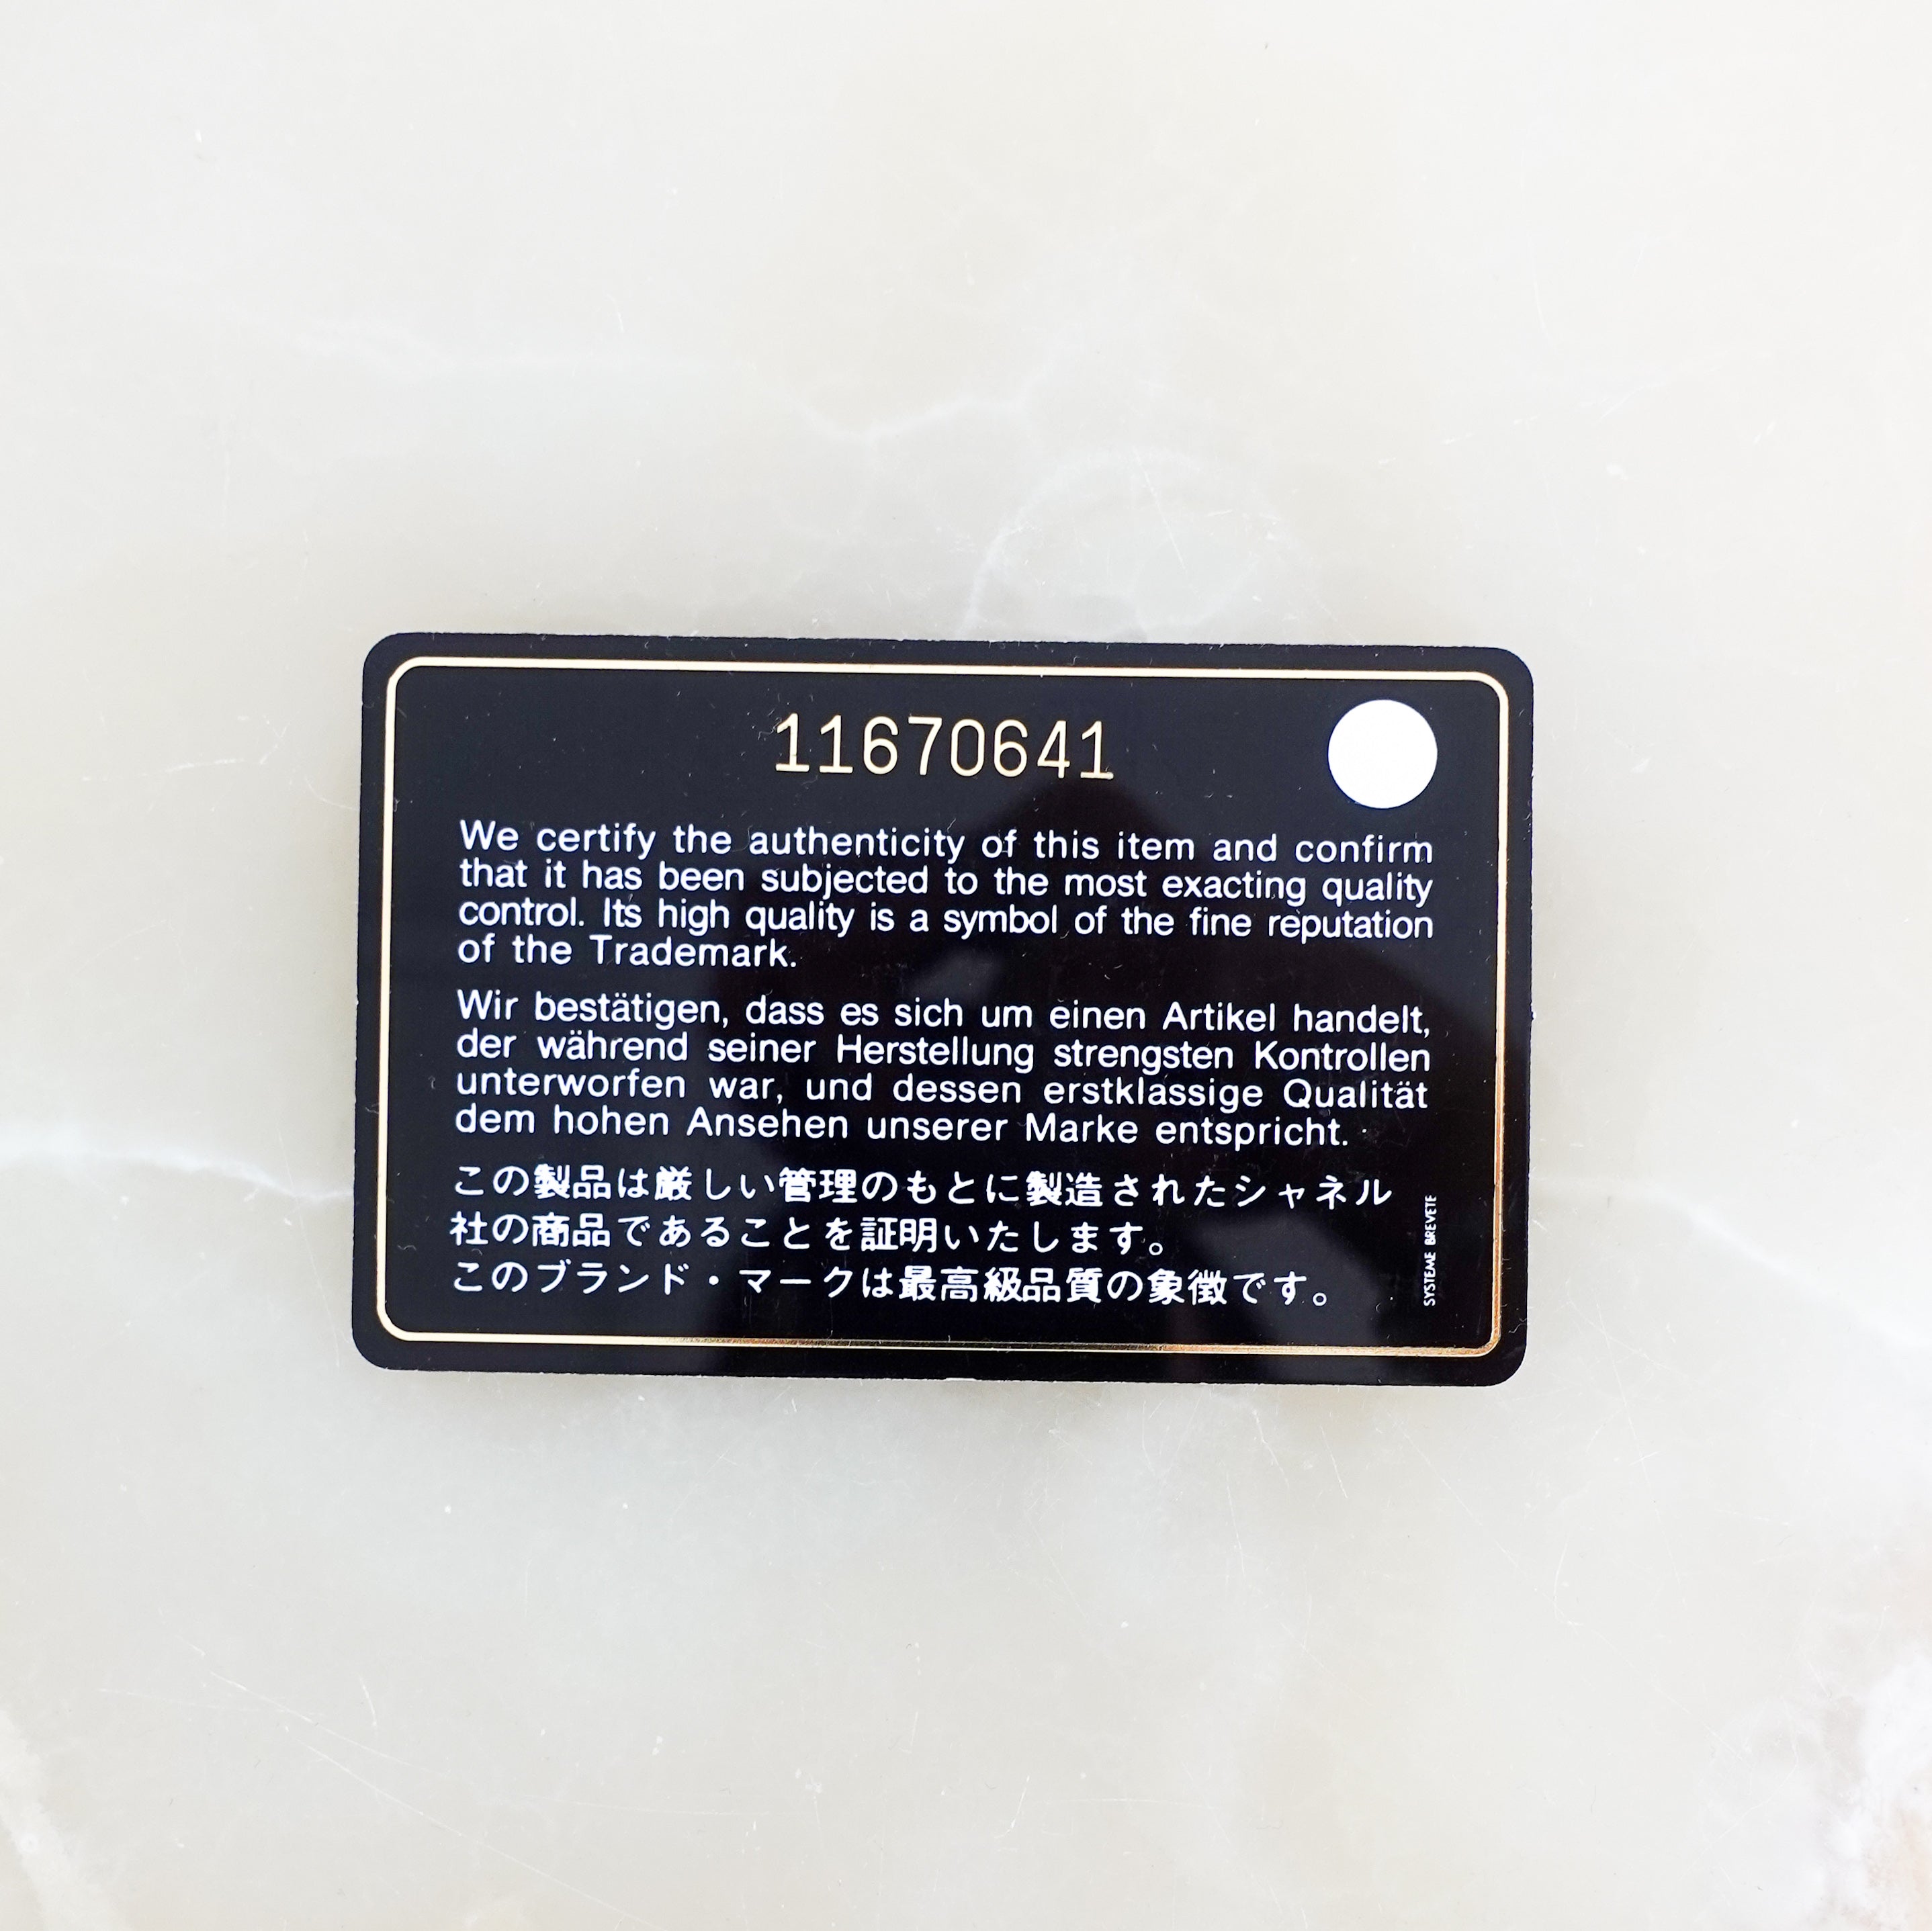 11670641
We certify the authenticity of this item and confirm
that it has been subjected to the most exacting quality
control. Its high quality is a symbol of the fine reputation
of the Trademark.
Wir bestätigen, dass es sich um einen Artikel handelt,
der während seiner Herstellung strengsten Kontrollen
unterworfen war, und dessen erstklassige Qualität
dem hohen Ansehen unserer Marke entspricht.
この製品は厳しい管理のもとに製造されたシャネル
社の商品であることを証明いたします。
このブランド・マークは最高級品質の象徴です。
SYSTEME BREVETE